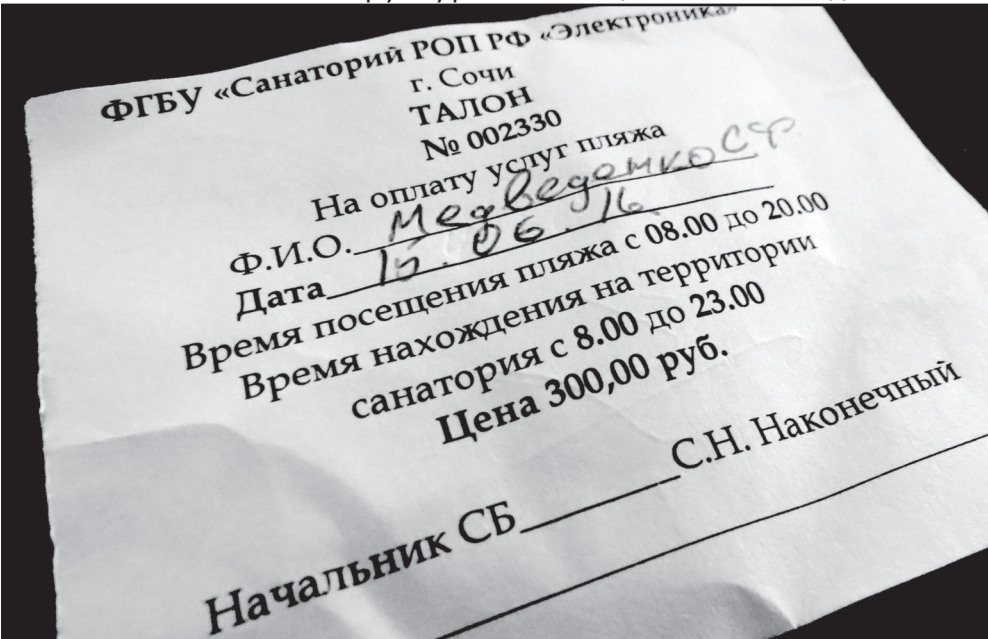 ФГБУ «Санаторий РОП РФ «Электроника»
г. Сочи
ТАЛОН
№ 002330
На оплату услуг пляжа
Ф.И.О. Медведенко С Ф.
Дата 15.06.16.
Время посещения пляжа с 08.00 до 20.00
Время нахождения на территории
санатория с 8.00 до 23.00
Цена 300,00 руб.
Начальник СБ______С.Н. Наконечный